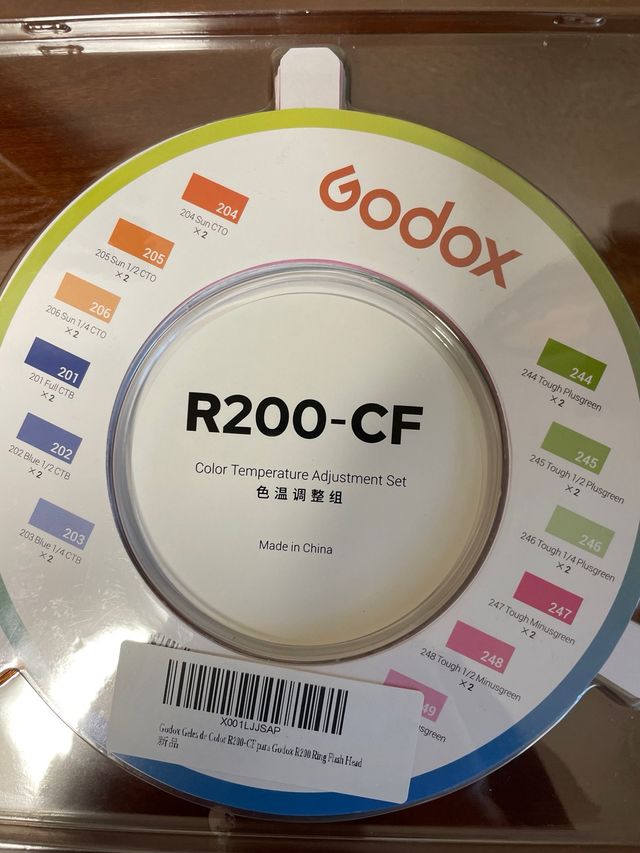 Godox
204
204 Sun CTO
×2
205
205 Sun 1/2 CTO
×2
206
206 Sun 1/4 CTO
×2
201
201 Full CTB
×2
202
202 Blue 1/2 CTB
×2
203
203 Blue 1/4 CTB
×2
R200-CF
Color Temperature Adjustment Set
色温调整组
Made in China
244
244 Tough Plusgreen
×2
245
245 Tough 1/2 Plusgreen
×2
246
246 Tough 1/4 Plusgreen
×2
247
247 Tough Minusgreen
×2
248
248 Tough 1/2 Minusgreen
×2
49
sgreen
X001LJJSAP
Godox Geles de Color R200-CF para Godox R200 Ring Flash Head
新品